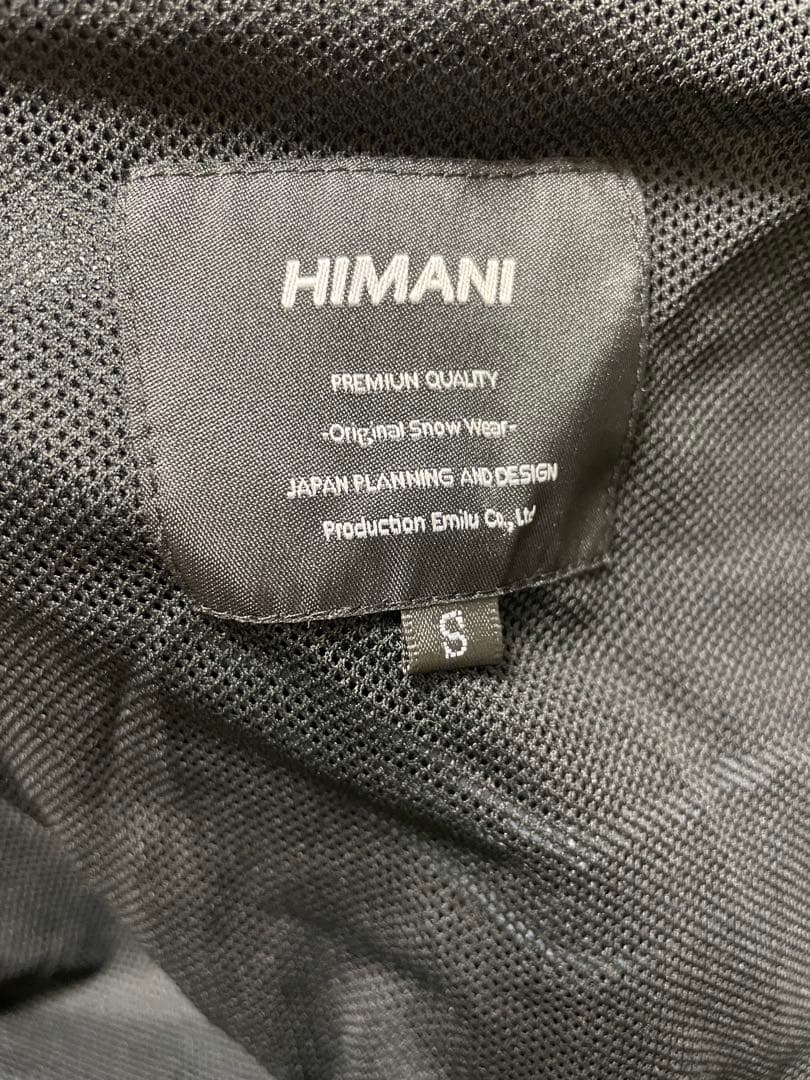 HIMANI
PREMIUN QUALITY
-Original Snow Wear-
JAPAN PLANNING AND DESIGN
Production Emilu Co., Ltd
S